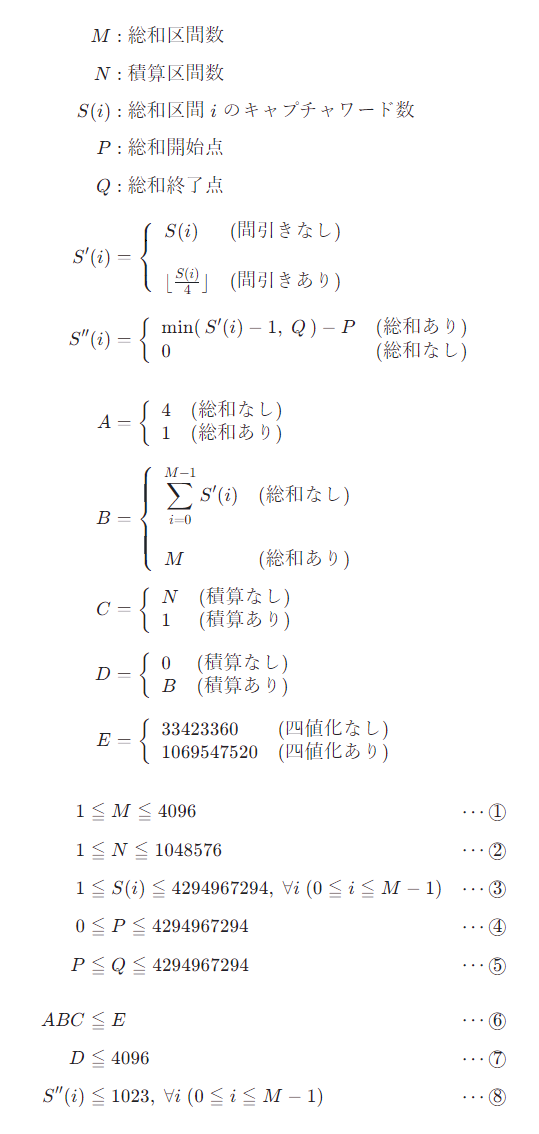 M : 総和区間数
N : 積算区間数
S(i) : 総和区間 i のキャプチャワード数
P : 総和開始点
Q : 総和終了点
S′(i) = { S(i) (間引きなし)
⌊S(i)/4⌋ (間引きあり)
S″(i) = { min( S′(i) − 1, Q ) − P (総和あり)
0 (総和なし)
A = { 4 (総和なし)
1 (総和あり)
B = { ∑_{i=0}^{M−1} S′(i) (総和なし)
M (総和あり)
C = { N (積算なし)
1 (積算あり)
D = { 0 (積算なし)
B (積算あり)
E = { 33423360 (四値化なし)
1069547520 (四値化あり)
1 ≦ M ≦ 4096 ⋯①
1 ≦ N ≦ 1048576 ⋯②
1 ≦ S(i) ≦ 4294967294, ∀i (0 ≦ i ≦ M − 1) ⋯③
0 ≦ P ≦ 4294967294 ⋯④
P ≦ Q ≦ 4294967294 ⋯⑤
ABC ≦ E ⋯⑥
D ≦ 4096 ⋯⑦
S″(i) ≦ 1023, ∀i (0 ≦ i ≦ M − 1) ⋯⑧